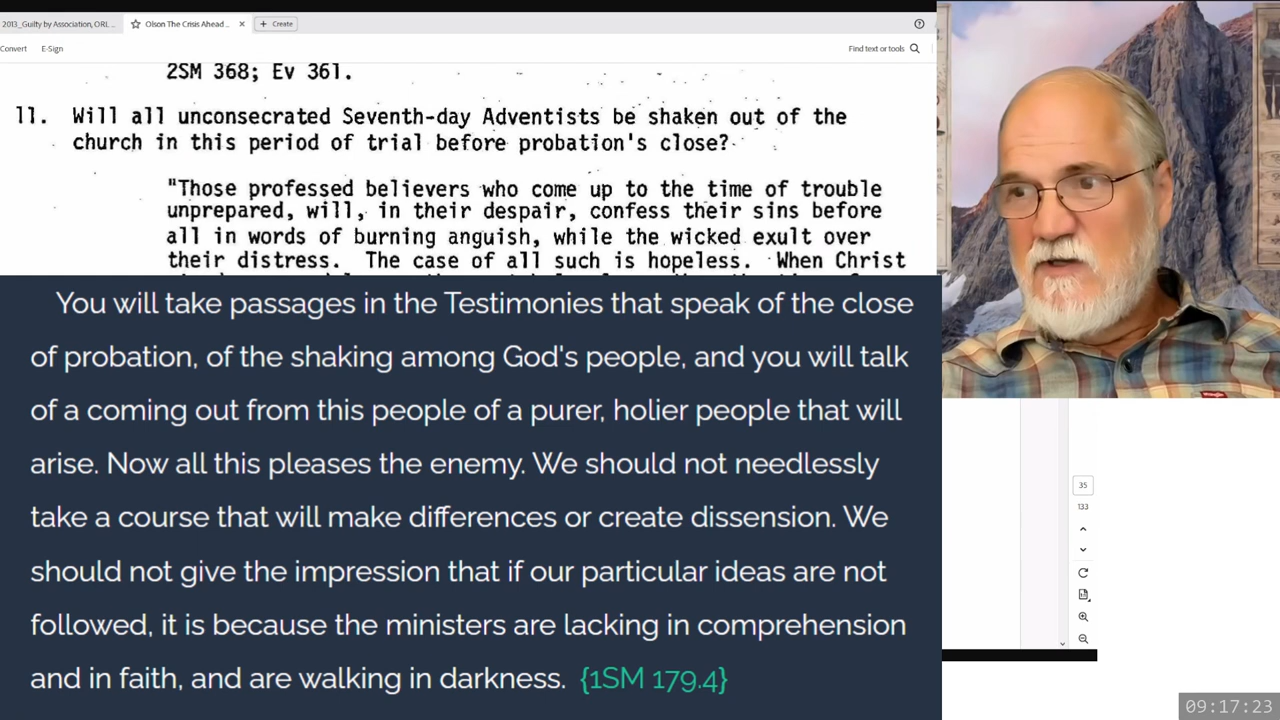 2013_Guilty by Association, ORI...
Olson The Crisis Ahead...
Create
Convert
E-Sign
Find text or tools
2SM 368; Ev 361.
11. Will all unconsecrated Seventh-day Adventists be shaken out of the
church in this period of trial before probation's close?
"Those professed believers who come up to the time of trouble
unprepared, will, in their despair, confess their sins before
all in words of burning anguish, while the wicked exult over
their distress. The case of all such is hopeless. When Christ
You will take passages in the Testimonies that speak of the close
of probation, of the shaking among God's people, and you will talk
of a coming out from this people of a purer, holier people that will
arise. Now all this pleases the enemy. We should not needlessly
take a course that will make differences or create dissension. We
should not give the impression that if our particular ideas are not
followed, it is because the ministers are lacking in comprehension
and in faith, and are walking in darkness. {1SM 179.4}
35
133
09:17:23